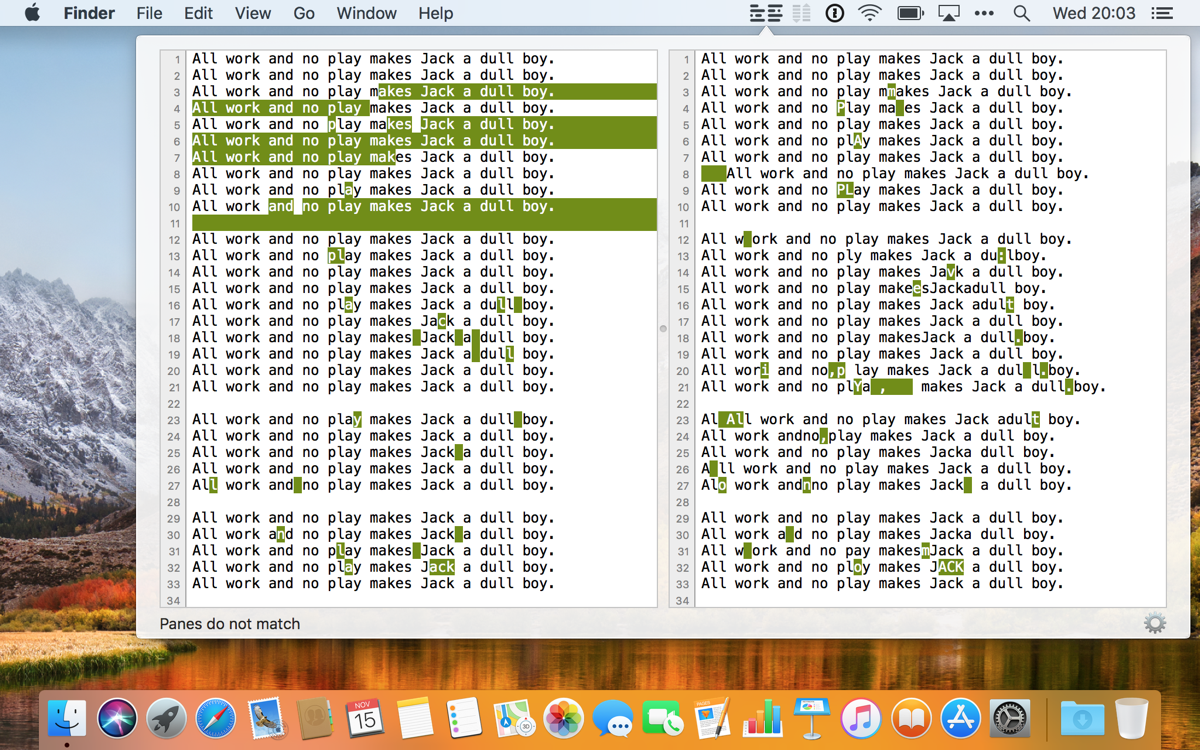 Finder File Edit View Go Window Help Wed 20:03
1 All work and no play makes Jack a dull boy.
2 All work and no play makes Jack a dull boy.
3 All work and no play makes Jack a dull boy.
4 All work and no play makes Jack a dull boy.
5 All work and no play makes Jack a dull boy.
6 All work and no play makes Jack a dull boy.
7 All work and no play makes Jack a dull boy.
8 All work and no play makes Jack a dull boy.
9 All work and no play makes Jack a dull boy.
10 All work and no play makes Jack a dull boy.
11
12 All work and no play makes Jack a dull boy.
13 All work and no play makes Jack a dull boy.
14 All work and no play makes Jack a dull boy.
15 All work and no play makes Jack a dull boy.
16 All work and no play makes Jack a dull boy.
17 All work and no play makes Jack a dull boy.
18 All work and no play makes Jack a dull boy.
19 All work and no play makes Jack a dull boy.
20 All work and no play makes Jack a dull boy.
21 All work and no play makes Jack a dull boy.
22
23 All work and no play makes Jack a dull boy.
24 All work and no play makes Jack a dull boy.
25 All work and no play makes Jack a dull boy.
26 All work and no play makes Jack a dull boy.
27 All work and no play makes Jack a dull boy.
28
29 All work and no play makes Jack a dull boy.
30 All work and no play makes Jack a dull boy.
31 All work and no play makes Jack a dull boy.
32 All work and no play makes Jack a dull boy.
33 All work and no play makes Jack a dull boy.
34
1 All work and no play makes Jack a dull boy.
2 All work and no play makes Jack a dull boy.
3 All work and no play mmakes Jack a dull boy.
4 All work and no Play ma es Jack a dull boy.
5 All work and no play makes Jack a dull boy.
6 All work and no plAy makes Jack a dull boy.
7 All work and no play makes Jack a dull boy.
8 All work and no play makes Jack a dull boy.
9 All work and no PLay makes Jack a dull boy.
10 All work and no play makes Jack a dull boy.
11
12 All w ork and no play makes Jack a dull boy.
13 All work and no ply makes Jack a du:lboy.
14 All work and no play makes Javk a dull boy.
15 All work and no play makeesJackadull boy.
16 All work and no play makes Jack adult boy.
17 All work and no play makes Jack a dull boy.
18 All work and no play makesJack a dull.boy.
19 All work and no play makes Jack a dull boy.
20 All wori and no,p lay makes Jack a dul l.boy.
21 All work and no plYa , makes Jack a dull.boy.
22
23 Al All work and no play makes Jack adult boy.
24 All work andno,play makes Jack a dull boy.
25 All work and no play makes Jacka dull boy.
26 A ll work and no play makes Jack a dull boy.
27 Alo work andnno play makes Jack  a dull boy.
28
29 All work and no play makes Jack a dull boy.
30 All work a d no play makes Jacka dull boy.
31 All w ork and no pay makesmJack a dull boy.
32 All work and no ploy makes JACK a dull boy.
33 All work and no play makes Jack a dull boy.
34
Panes do not match
NOV
15